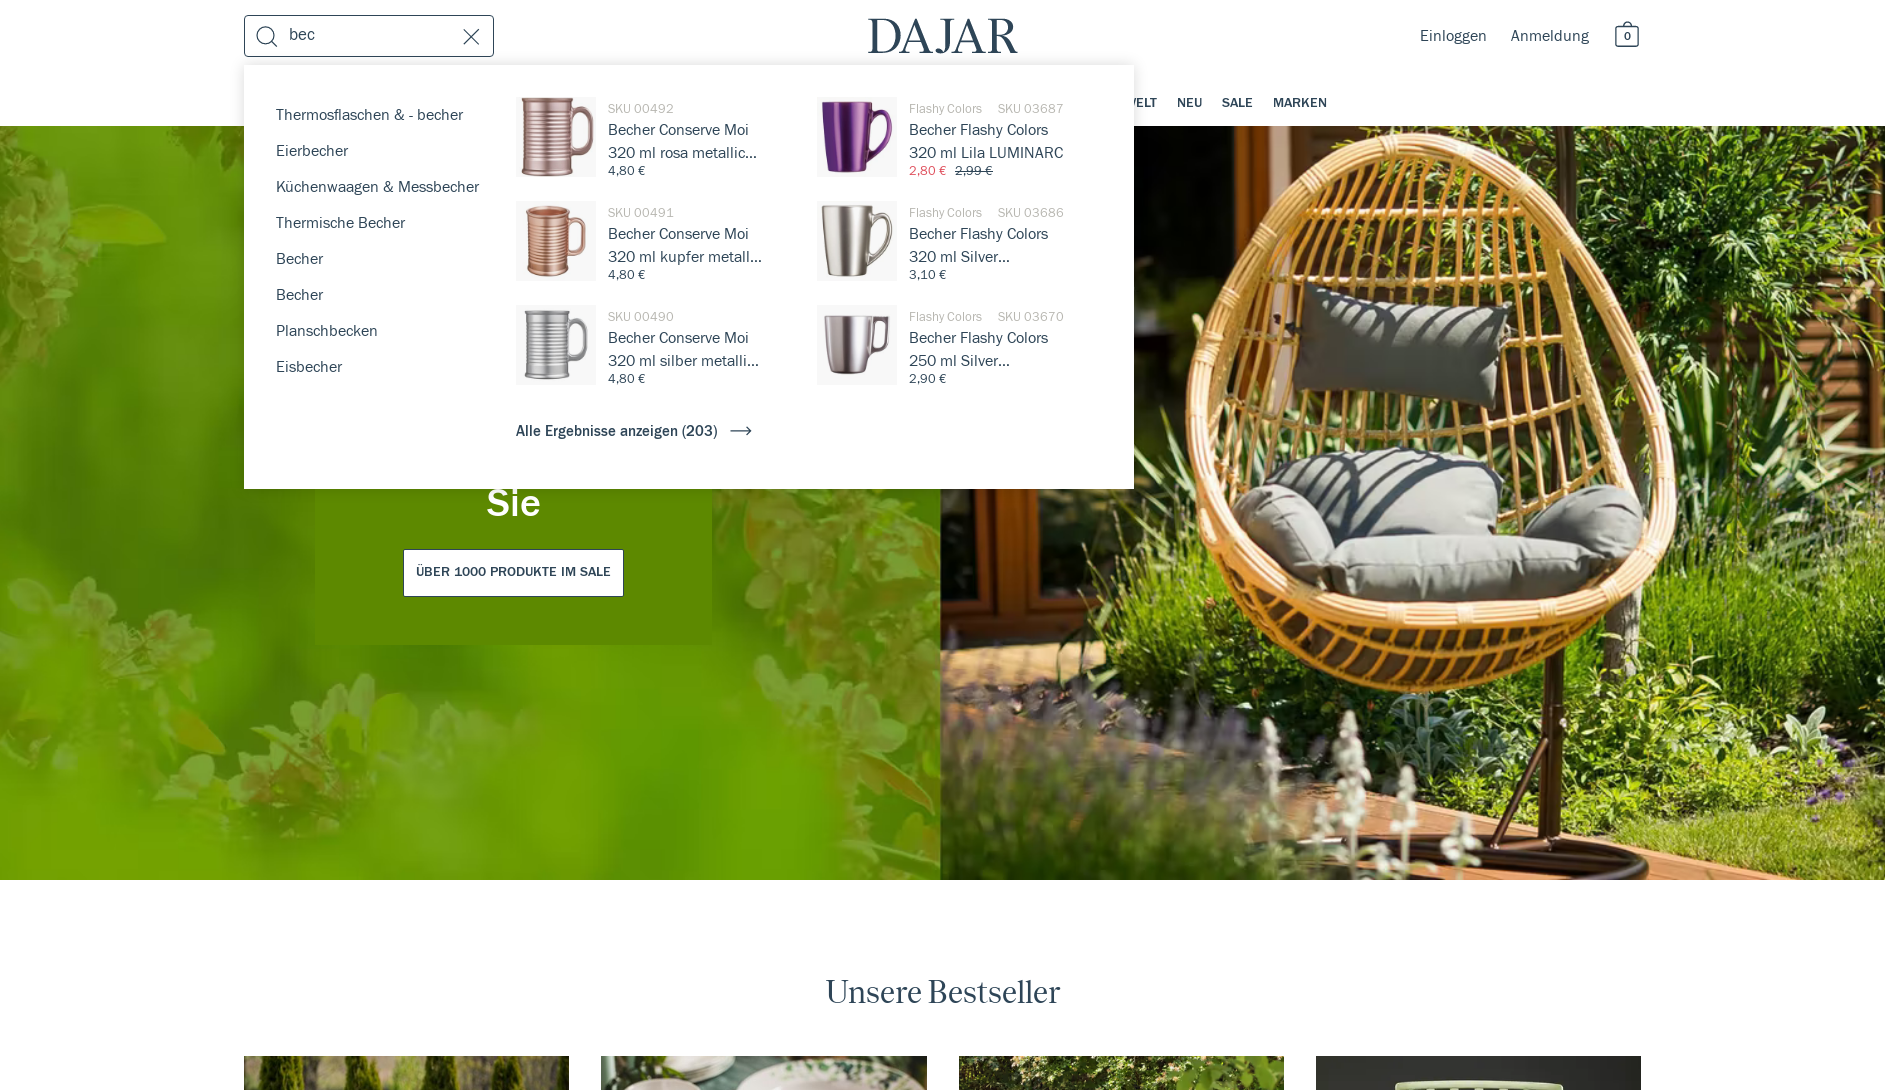 bec
DAJAR
Einloggen
Anmeldung
0
NEU
SALE
MARKEN
Thermosflaschen & - becher
Eierbecher
Küchenwaagen & Messbecher
Thermische Becher
Becher
Becher
Planschbecken
Eisbecher
SKU 00492
Becher Conserve Moi
320 ml rosa metallic...
4,80 €
SKU 00491
Becher Conserve Moi
320 ml kupfer metall...
4,80 €
SKU 00490
Becher Conserve Moi
320 ml silber metalli...
4,80 €
Flashy Colors SKU 03687
Becher Flashy Colors
320 ml Lila LUMINARC
2,80 € 2,99 €
Flashy Colors SKU 03686
Becher Flashy Colors
320 ml Silver...
3,10 €
Flashy Colors SKU 03670
Becher Flashy Colors
250 ml Silver...
2,90 €
Alle Ergebnisse anzeigen (203)
Sie
ÜBER 1000 PRODUKTE IM SALE
Unsere Bestseller